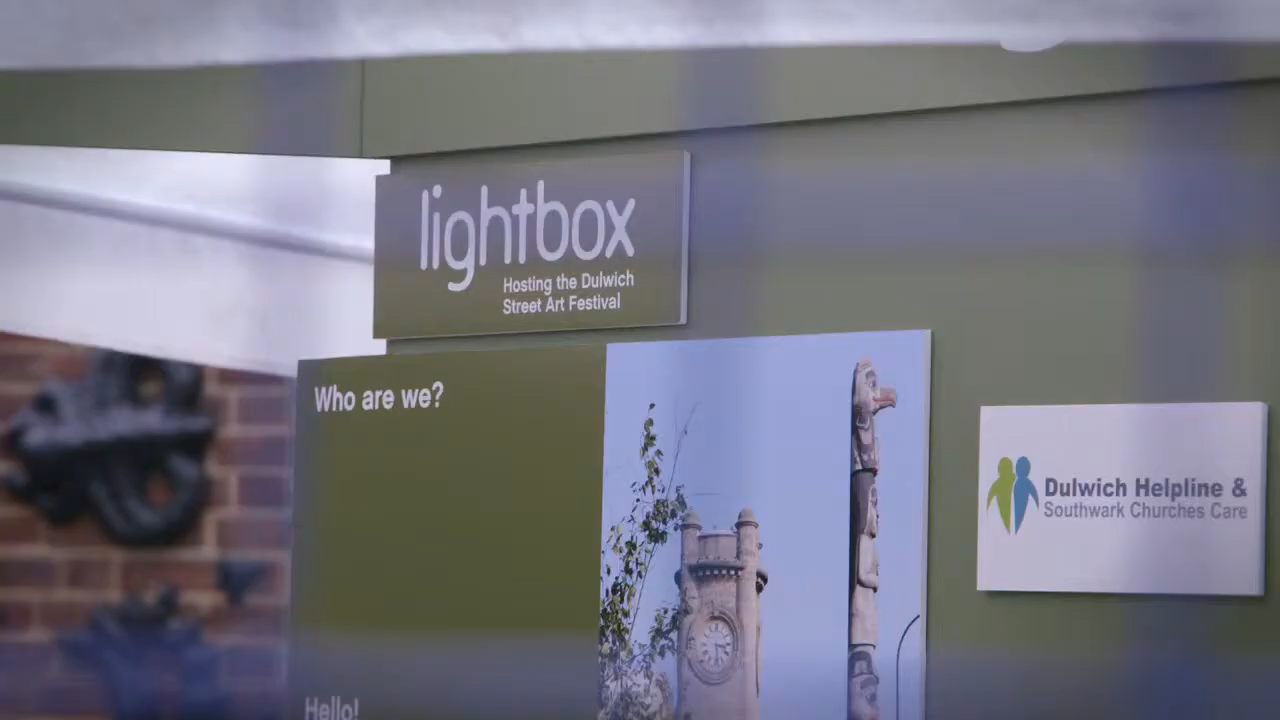 lightbox
Hosting the Dulwich
Street Art Festival
Who are we?
Hello!
Dulwich Helpline &
Southwark Churches Care